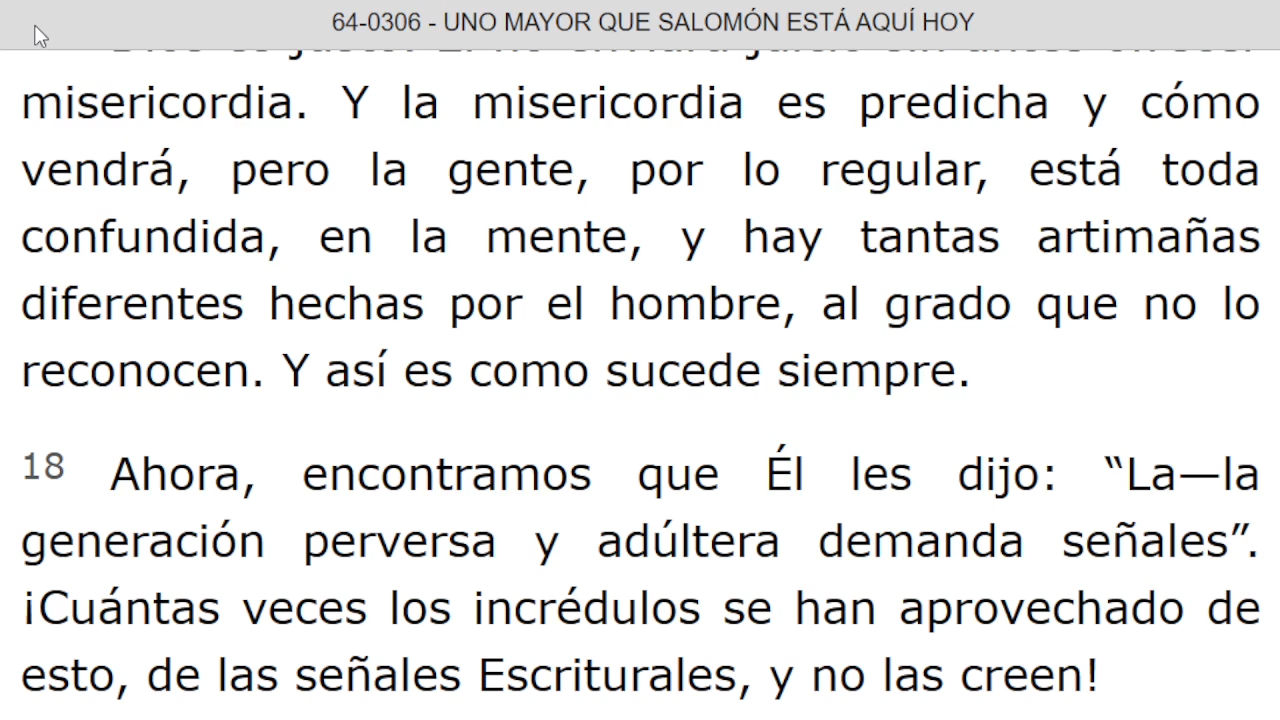 64-0306 - UNO MAYOR QUE SALOMÓN ESTÁ AQUÍ HOY
misericordia. Y la misericordia es predicha y cómo
vendrá, pero la gente, por lo regular, está toda
confundida, en la mente, y hay tantas artimañas
diferentes hechas por el hombre, al grado que no lo
reconocen. Y así es como sucede siempre.
18 Ahora, encontramos que Él les dijo: “La—la
generación perversa y adúltera demanda señales”.
¡Cuántas veces los incrédulos se han aprovechado de
esto, de las señales Escriturales, y no las creen!